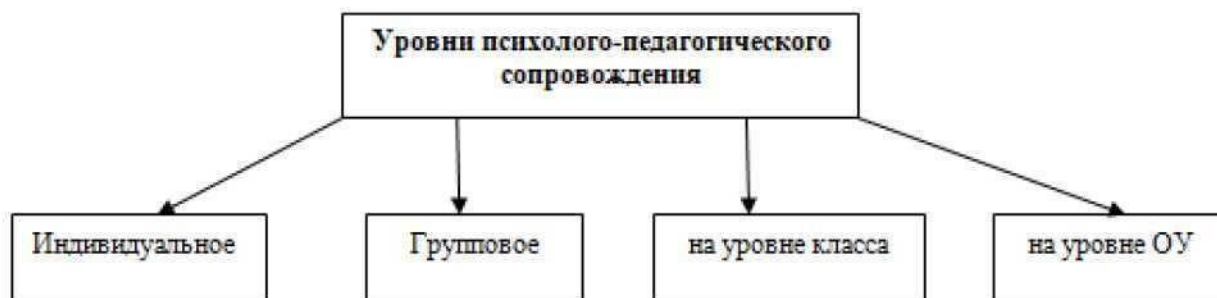 Уровни психолого-педагогического
сопровождения
Индивидуальное
Групповое
на уровне класса
на уровне ОУ